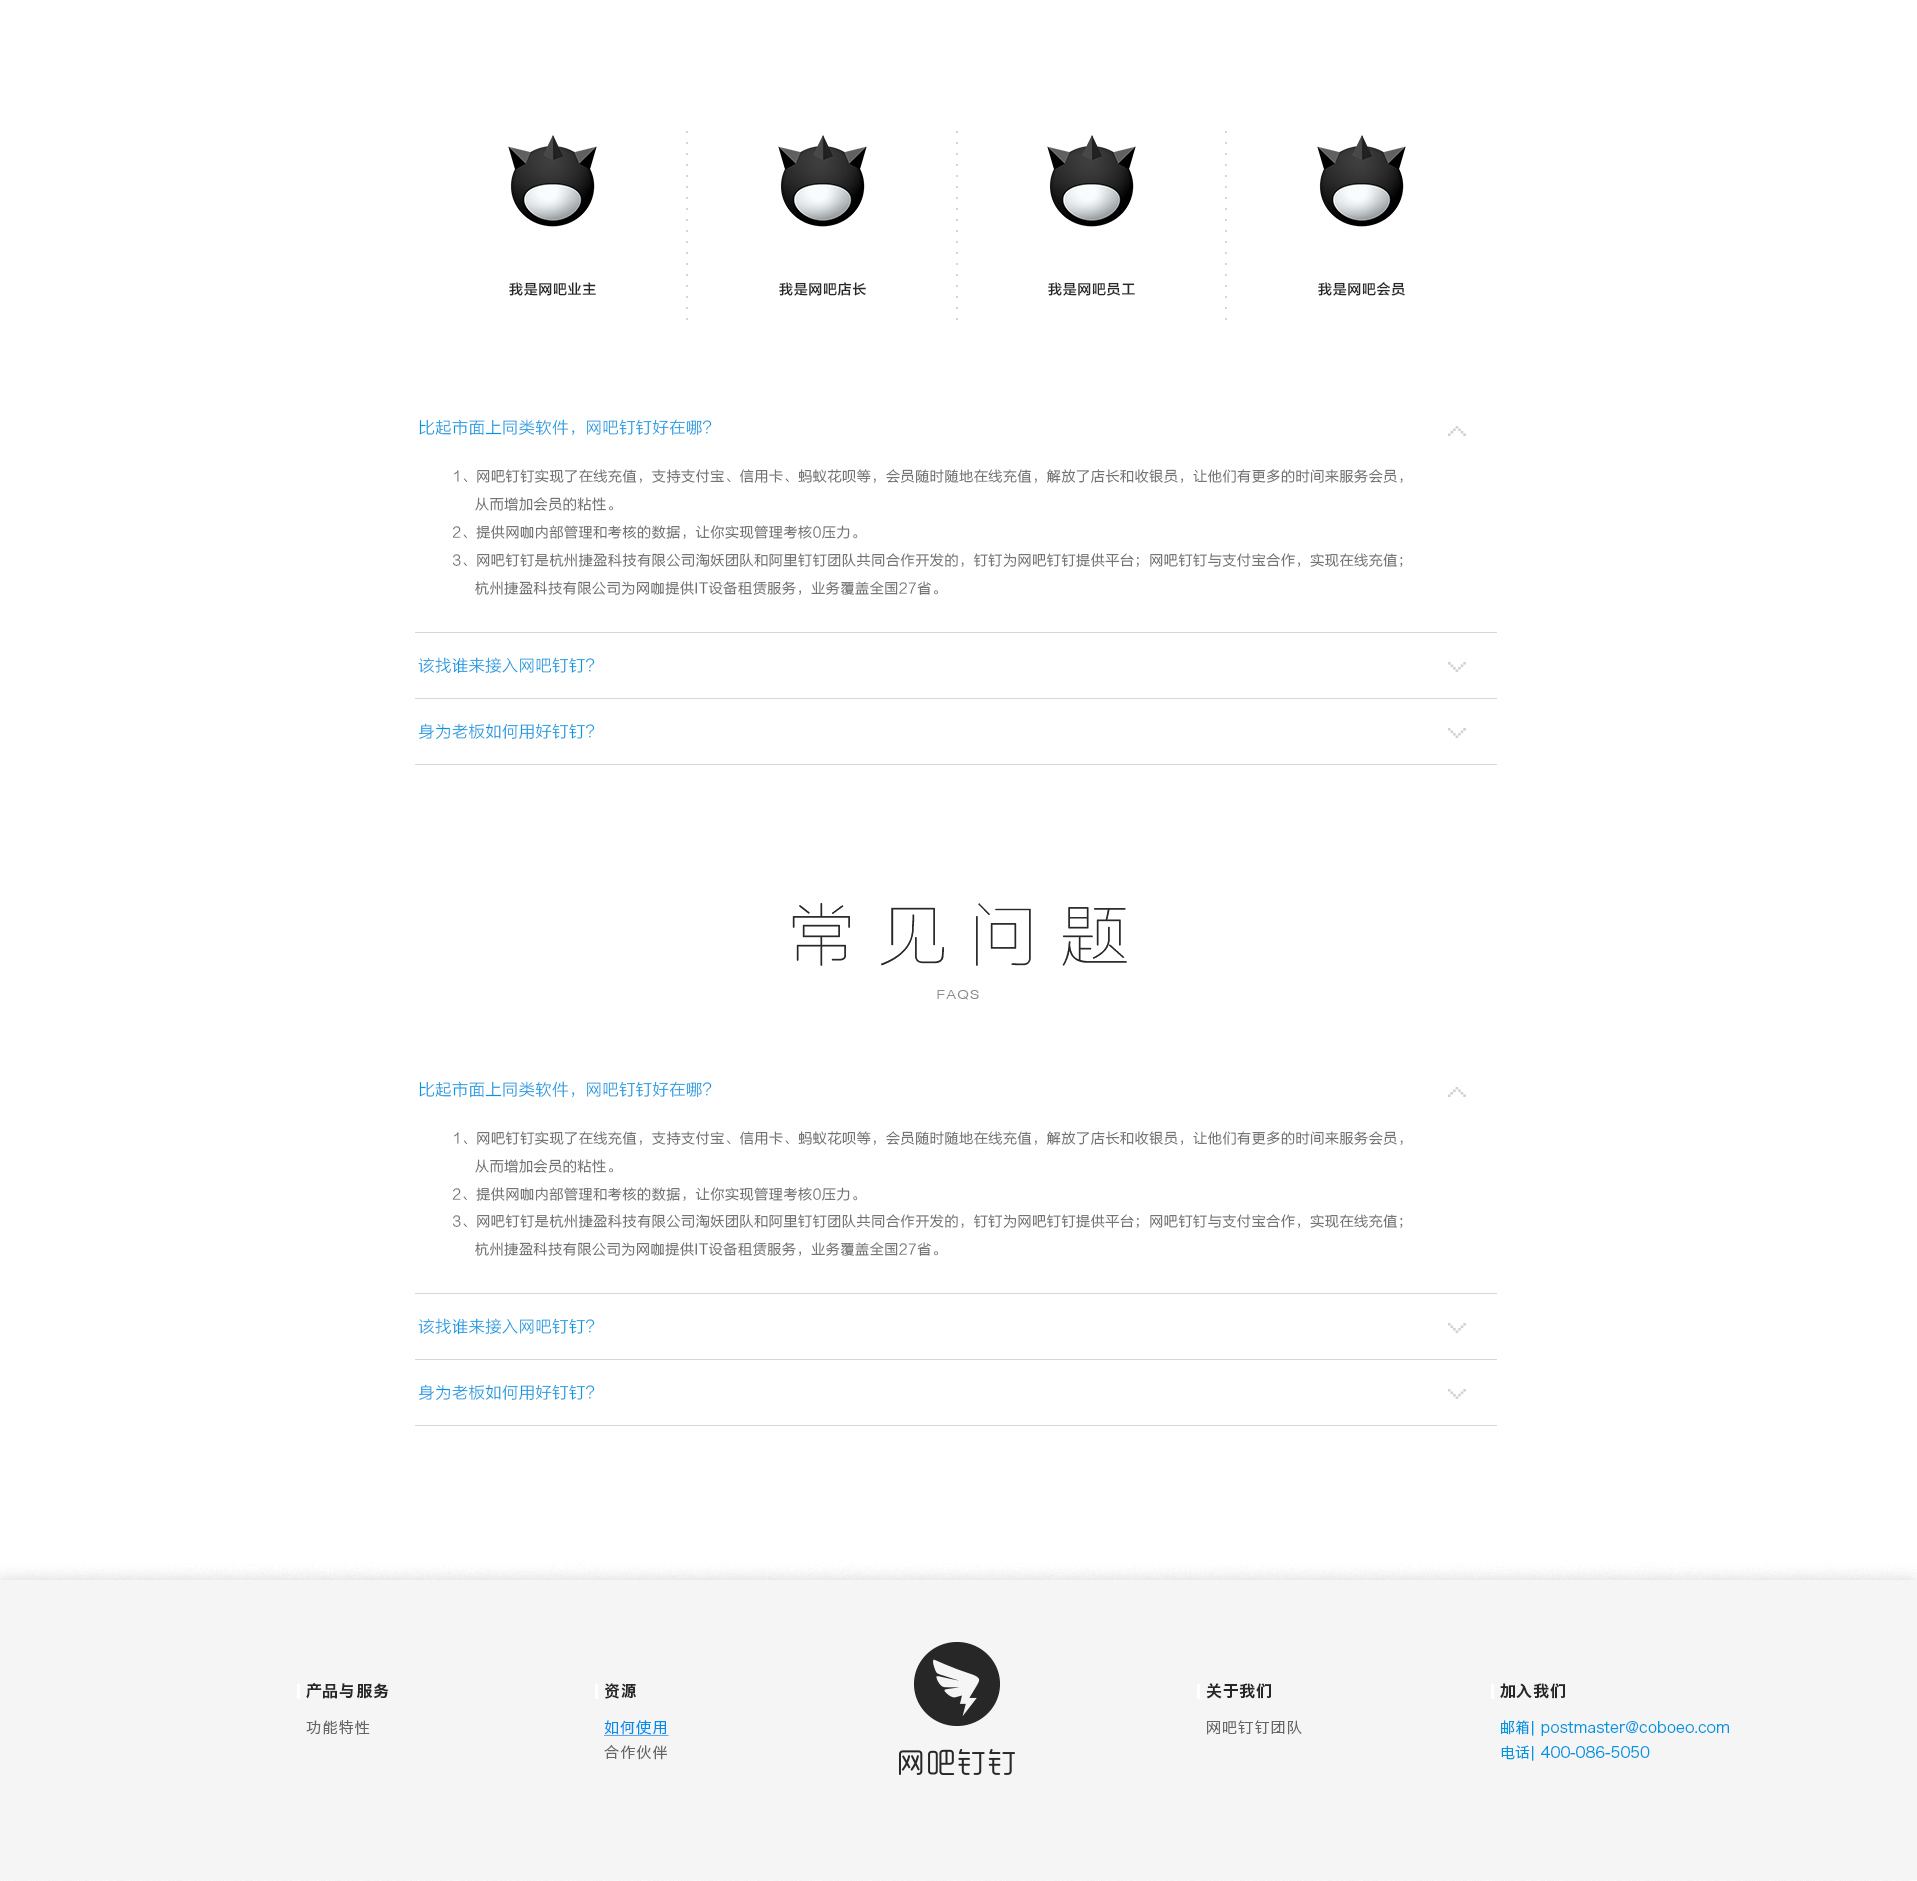 我是网吧业主
我是网吧店长
我是网吧员工
我是网吧会员
比起市面上同类软件，网吧钉钉好在哪？
1、网吧钉钉实现了在线充值，支持支付宝、信用卡、蚂蚁花呗等，会员随时随地在线充值，解放了店长和收银员，让他们有更多的时间来服务会员，
从而增加会员的粘性。
2、提供网咖内部管理和考核的数据，让你实现管理考核0压力。
3、网吧钉钉是杭州捷盈科技有限公司淘妖团队和阿里钉钉团队共同合作开发的，钉钉为网吧钉钉提供平台；网吧钉钉与支付宝合作，实现在线充值；
杭州捷盈科技有限公司为网咖提供IT设备租赁服务，业务覆盖全国27省。
该找谁来接入网吧钉钉？
身为老板如何用好钉钉？
常见问题
FAQS
比起市面上同类软件，网吧钉钉好在哪？
1、网吧钉钉实现了在线充值，支持支付宝、信用卡、蚂蚁花呗等，会员随时随地在线充值，解放了店长和收银员，让他们有更多的时间来服务会员，
从而增加会员的粘性。
2、提供网咖内部管理和考核的数据，让你实现管理考核0压力。
3、网吧钉钉是杭州捷盈科技有限公司淘妖团队和阿里钉钉团队共同合作开发的，钉钉为网吧钉钉提供平台；网吧钉钉与支付宝合作，实现在线充值；
杭州捷盈科技有限公司为网咖提供IT设备租赁服务，业务覆盖全国27省。
该找谁来接入网吧钉钉？
身为老板如何用好钉钉？
产品与服务
功能特性
资源
如何使用
合作伙伴
网吧钉钉
关于我们
网吧钉钉团队
加入我们
邮箱| postmaster@coboeo.com
电话| 400-086-5050